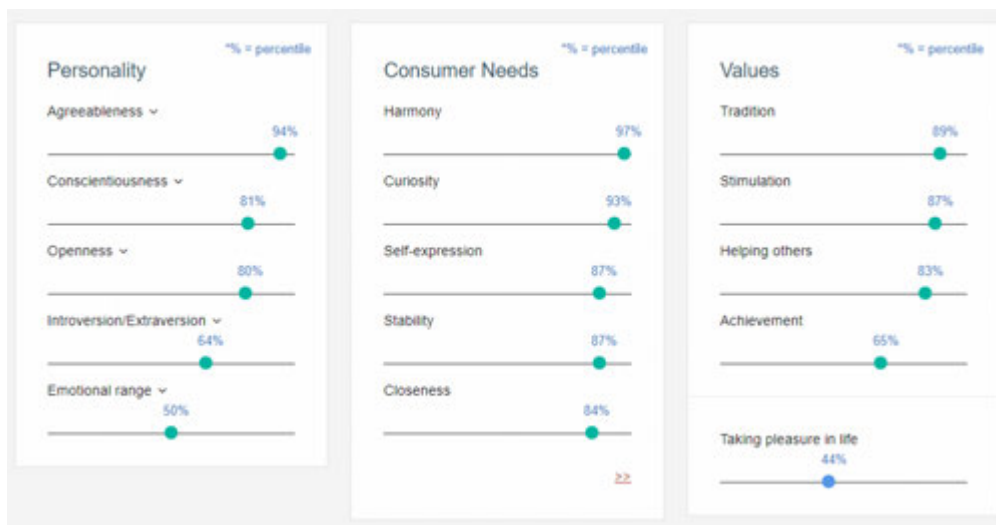 *% = percentile
Personality
Agreeableness
94%
Conscientiousness
81%
Openness
80%
Introversion/Extraversion
64%
Emotional range
50%
*% = percentile
Consumer Needs
Harmony
97%
Curiosity
93%
Self-expression
87%
Stability
87%
Closeness
84%
>>
*% = percentile
Values
Tradition
89%
Stimulation
87%
Helping others
83%
Achievement
65%
Taking pleasure in life
44%